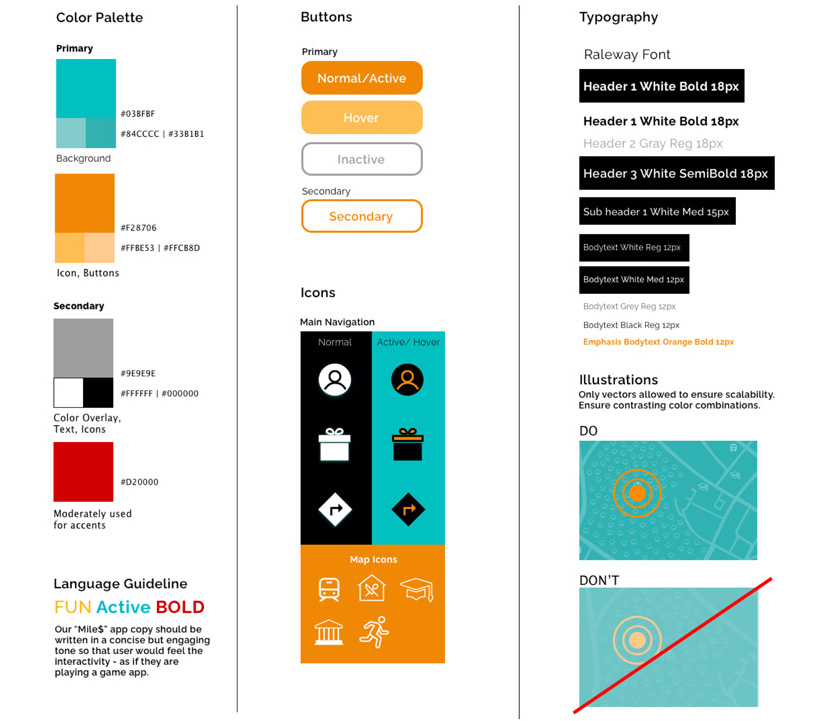 Color Palette
Primary
#03BFBF
#84CCCC | #33B1B1
Background
#F28706
#FFBE53 | #FFCB8D
Icon, Buttons
Secondary
#9E9E9E
#FFFFFF | #000000
Color Overlay,
Text, Icons
#D20000
Moderately used
for accents
Language Guideline
FUN Active BOLD
Our “Mile$” app copy should be
written in a concise but engaging
tone so that user would feel the
interactivity - as if they are
playing a game app.
Buttons
Primary
Normal/Active
Hover
Inactive
Secondary
Secondary
Icons
Main Navigation
Normal
Active/ Hover
Map Icons
Typography
Raleway Font
Header 1 White Bold 18px
Header 1 White Bold 18px
Header 2 Gray Reg 18px
Header 3 White SemiBold 18px
Sub header 1 White Med 15px
Bodytext White Reg 12px
Bodytext White Med 12px
Bodytext Grey Reg 12px
Bodytext Black Reg 12px
Emphasis Bodytext Orange Bold 12px
Illustrations
Only vectors allowed to ensure scalability.
Ensure contrasting color combinations.
DO
DON'T